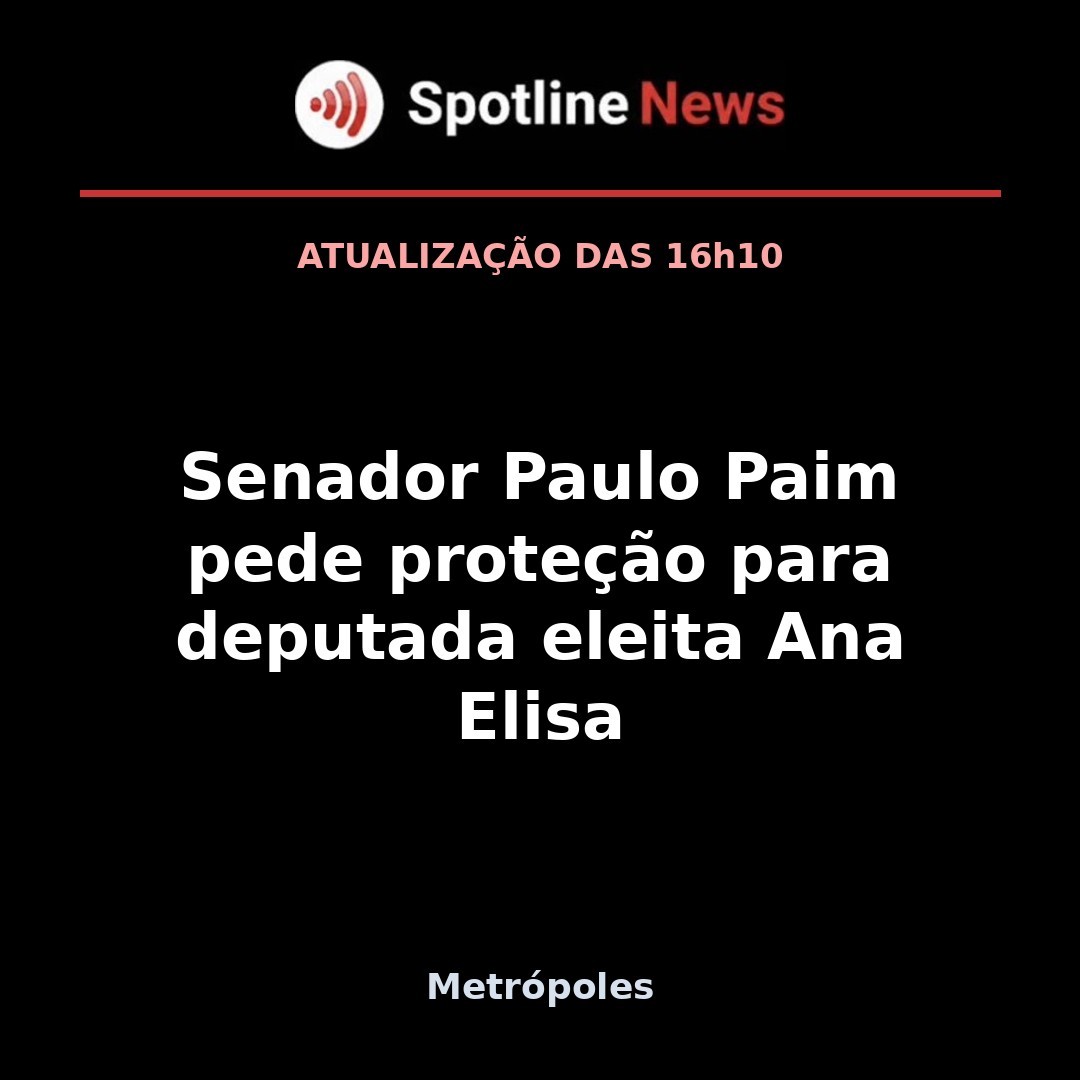 Spotline News
ATUALIZAÇÃO DAS 16h10
Senador Paulo Paim
pede proteção para
deputada eleita Ana
Elisa
Metrópoles